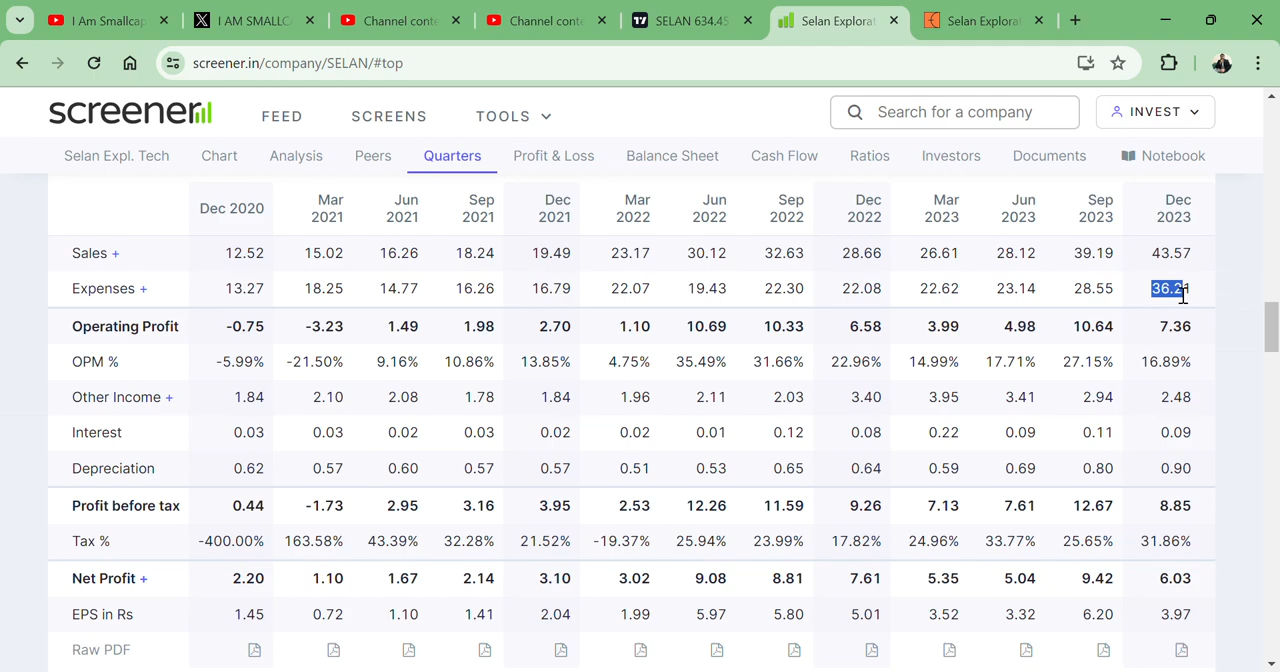 I Am Smallcap
I AM SMALLC
Channel conte
Channel conte
SELAN 634.45
Selan Explorat
Selan Explorat
screener.in/company/SELAN/#top
screener
FEED
SCREENS
TOOLS
Search for a company
INVEST
Selan Expl. Tech Chart Analysis Peers Quarters Profit & Loss Balance Sheet Cash Flow Ratios Investors Documents Notebook
Dec 2020 Mar 2021 Jun 2021 Sep 2021 Dec 2021 Mar 2022 Jun 2022 Sep 2022 Dec 2022 Mar 2023 Jun 2023 Sep 2023 Dec 2023
Sales + 12.52 15.02 16.26 18.24 19.49 23.17 30.12 32.63 28.66 26.61 28.12 39.19 43.57
Expenses + 13.27 18.25 14.77 16.26 16.79 22.07 19.43 22.30 22.08 22.62 23.14 28.55 36.21
Operating Profit -0.75 -3.23 1.49 1.98 2.70 1.10 10.69 10.33 6.58 3.99 4.98 10.64 7.36
OPM % -5.99% -21.50% 9.16% 10.86% 13.85% 4.75% 35.49% 31.66% 22.96% 14.99% 17.71% 27.15% 16.89%
Other Income + 1.84 2.10 2.08 1.78 1.84 1.96 2.11 2.03 3.40 3.95 3.41 2.94 2.48
Interest 0.03 0.03 0.02 0.03 0.02 0.02 0.01 0.12 0.08 0.22 0.09 0.11 0.09
Depreciation 0.62 0.57 0.60 0.57 0.57 0.51 0.53 0.65 0.64 0.59 0.69 0.80 0.90
Profit before tax 0.44 -1.73 2.95 3.16 3.95 2.53 12.26 11.59 9.26 7.13 7.61 12.67 8.85
Tax % -400.00% 163.58% 43.39% 32.28% 21.52% -19.37% 25.94% 23.99% 17.82% 24.96% 33.77% 25.65% 31.86%
Net Profit + 2.20 1.10 1.67 2.14 3.10 3.02 9.08 8.81 7.61 5.35 5.04 9.42 6.03
EPS in Rs 1.45 0.72 1.10 1.41 2.04 1.99 5.97 5.80 5.01 3.52 3.32 6.20 3.97
Raw PDF